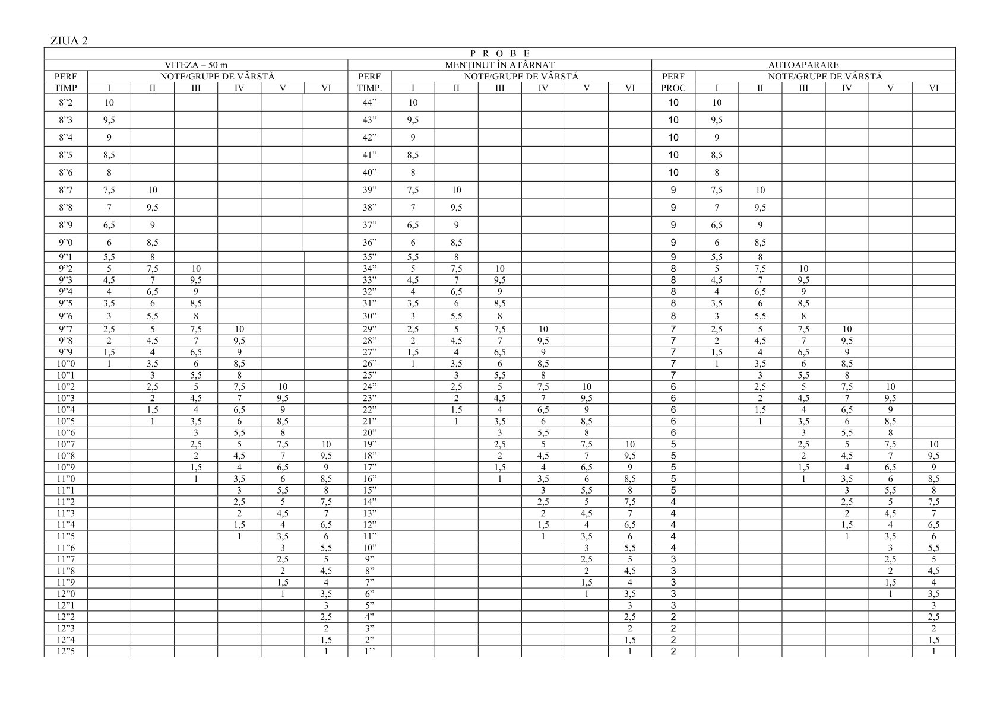 ZIUA 2
P R O B E
VITEZA – 50 m MENŢINUT ÎN ATÂRNAT AUTOAPARARE
PERF NOTE/GRUPE DE VÂRSTĂ PERF NOTE/GRUPE DE VÂRSTĂ PERF NOTE/GRUPE DE VÂRSTĂ
TIMP I II III IV V VI TIMP. I II III IV V VI PROC I II III IV V VI
8”2 10 44” 10 10 10
8”3 9,5 43” 9,5 10 9,5
8”4 9 42” 9 10 9
8”5 8,5 41” 8,5 10 8,5
8”6 8 40” 8 10 8
8”7 7,5 10 39” 7,5 10 9 7,5 10
8”8 7 9,5 38” 7 9,5 9 7 9,5
8”9 6,5 9 37” 6,5 9 9 6,5 9
9”0 6 8,5 36” 6 8,5 9 6 8,5
9”1 5,5 8 35” 5,5 8 9 5,5 8
9”2 5 7,5 10 34” 5 7,5 10 8 5 7,5 10
9”3 4,5 7 9,5 33” 4,5 7 9,5 8 4,5 7 9,5
9”4 4 6,5 9 32” 4 6,5 9 8 4 6,5 9
9”5 3,5 6 8,5 31” 3,5 6 8,5 8 3,5 6 8,5
9”6 3 5,5 8 30” 3 5,5 8 8 3 5,5 8
9”7 2,5 5 7,5 10 29” 2,5 5 7,5 10 7 2,5 5 7,5 10
9”8 2 4,5 7 9,5 28” 2 4,5 7 9,5 7 2 4,5 7 9,5
9”9 1,5 4 6,5 9 27” 1,5 4 6,5 9 7 1,5 4 6,5 9
10”0 1 3,5 6 8,5 26” 1 3,5 6 8,5 7 1 3,5 6 8,5
10”1 3 5,5 8 25” 3 5,5 8 7 3 5,5 8
10”2 2,5 5 7,5 10 24” 2,5 5 7,5 10 6 2,5 5 7,5 10
10”3 2 4,5 7 9,5 23” 2 4,5 7 9,5 6 2 4,5 7 9,5
10”4 1,5 4 6,5 9 22” 1,5 4 6,5 9 6 1,5 4 6,5 9
10”5 1 3,5 6 8,5 21” 1 3,5 6 8,5 6 1 3,5 6 8,5
10”6 3 5,5 8 20” 3 5,5 8 6 3 5,5 8
10”7 2,5 5 7,5 10 19” 2,5 5 7,5 10 5 2,5 5 7,5 10
10”8 2 4,5 7 9,5 18” 2 4,5 7 9,5 5 2 4,5 7 9,5
10”9 1,5 4 6,5 9 17” 1,5 4 6,5 9 5 1,5 4 6,5 9
11”0 1 3,5 6 8,5 16” 1 3,5 6 8,5 5 1 3,5 6 8,5
11”1 3 5,5 8 15” 3 5,5 8 5 3 5,5 8
11”2 2,5 5 7,5 14” 2,5 5 7,5 4 2,5 5 7,5
11”3 2 4,5 7 13” 2 4,5 7 4 2 4,5 7
11”4 1,5 4 6,5 12” 1,5 4 6,5 4 1,5 4 6,5
11”5 1 3,5 6 11” 1 3,5 6 4 1 3,5 6
11”6 3 5,5 10” 3 5,5 4 3 5,5
11”7 2,5 5 9” 2,5 5 3 2,5 5
11”8 2 4,5 8” 2 4,5 3 2 4,5
11”9 1,5 4 7” 1,5 4 3 1,5 4
12”0 1 3,5 6” 1 3,5 3 1 3,5
12”1 3 5” 3 3 3
12”2 2,5 4” 2,5 2 2,5
12”3 2 3” 2 2 2
12”4 1,5 2” 1,5 2 1,5
12”5 1 1’’ 1 2 1